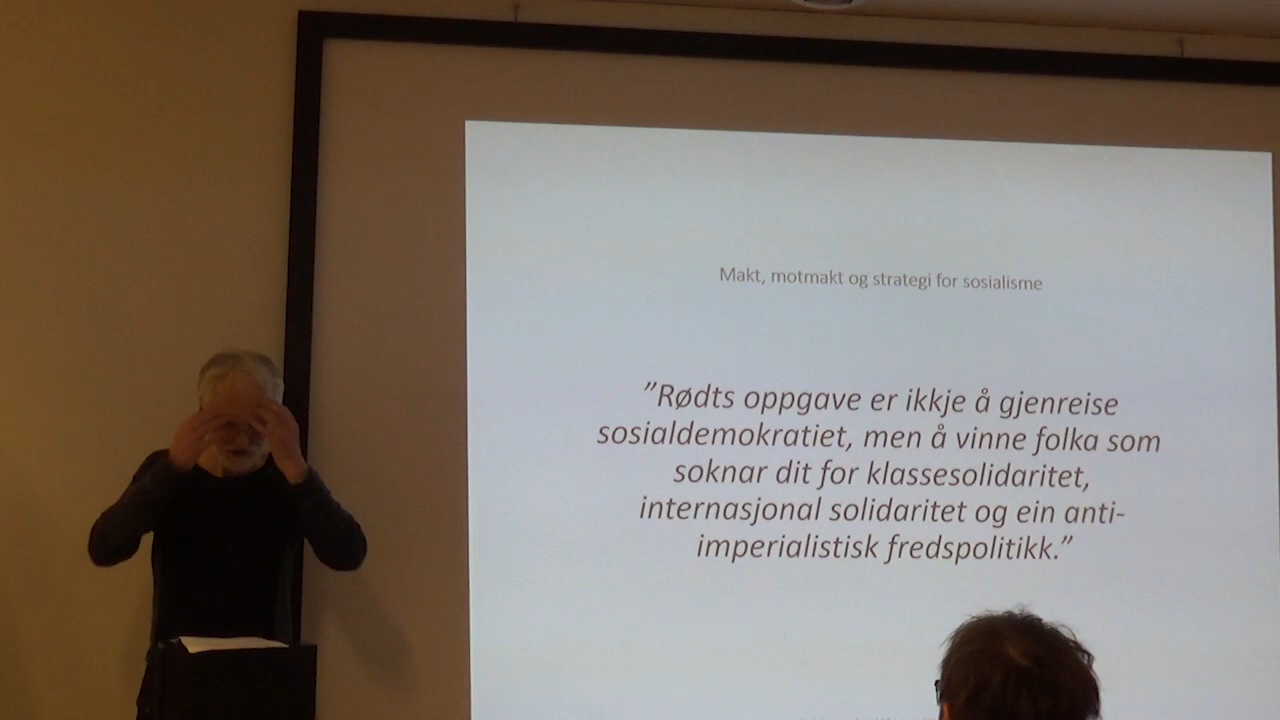 Makt, motmakt og strategi for sosialisme
”Rødts oppgave er ikkje å gjenreise
sosialdemokratiet, men å vinne folka som
soknar dit for klassesolidaritet,
internasjonal solidaritet og ein anti-
imperialistisk fredspolitikk.”